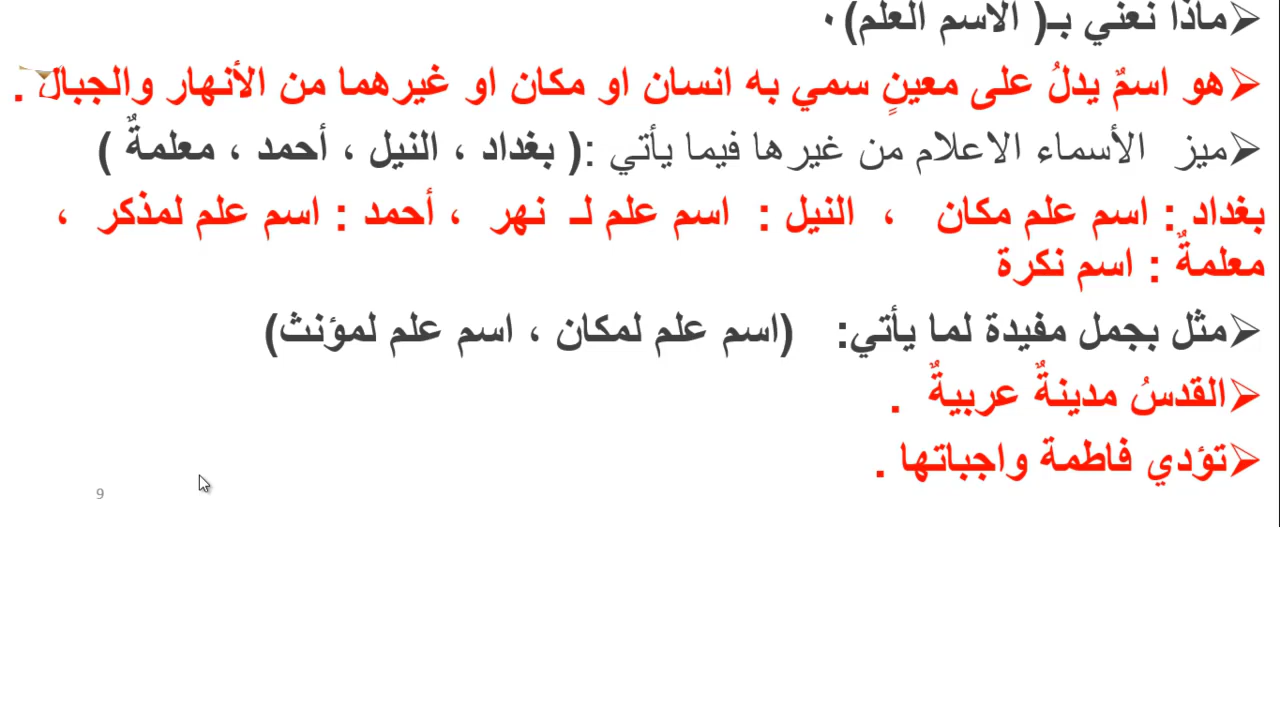 ماذا نعني بـ( الاسم العلم)٠
هو اسمٌ يدلُ على معينٍ سمي به انسان او مكان او غيرهما من الأنهار والجبال .
ميز الأسماء الاعلام من غيرها فيما يأتي :( بغداد ، النيل ، أحمد ، معلمةٌ )
بغداد : اسم علم مكان ، النيل : اسم علم لـ نهر ، أحمد : اسم علم لمذكر ،
معلمةٌ : اسم نكرة
مثل بجمل مفيدة لما يأتي: (اسم علم لمكان ، اسم علم لمؤنث)
القدسُ مدينةٌ عربيةٌ .
تؤدي فاطمة واجباتها .
9